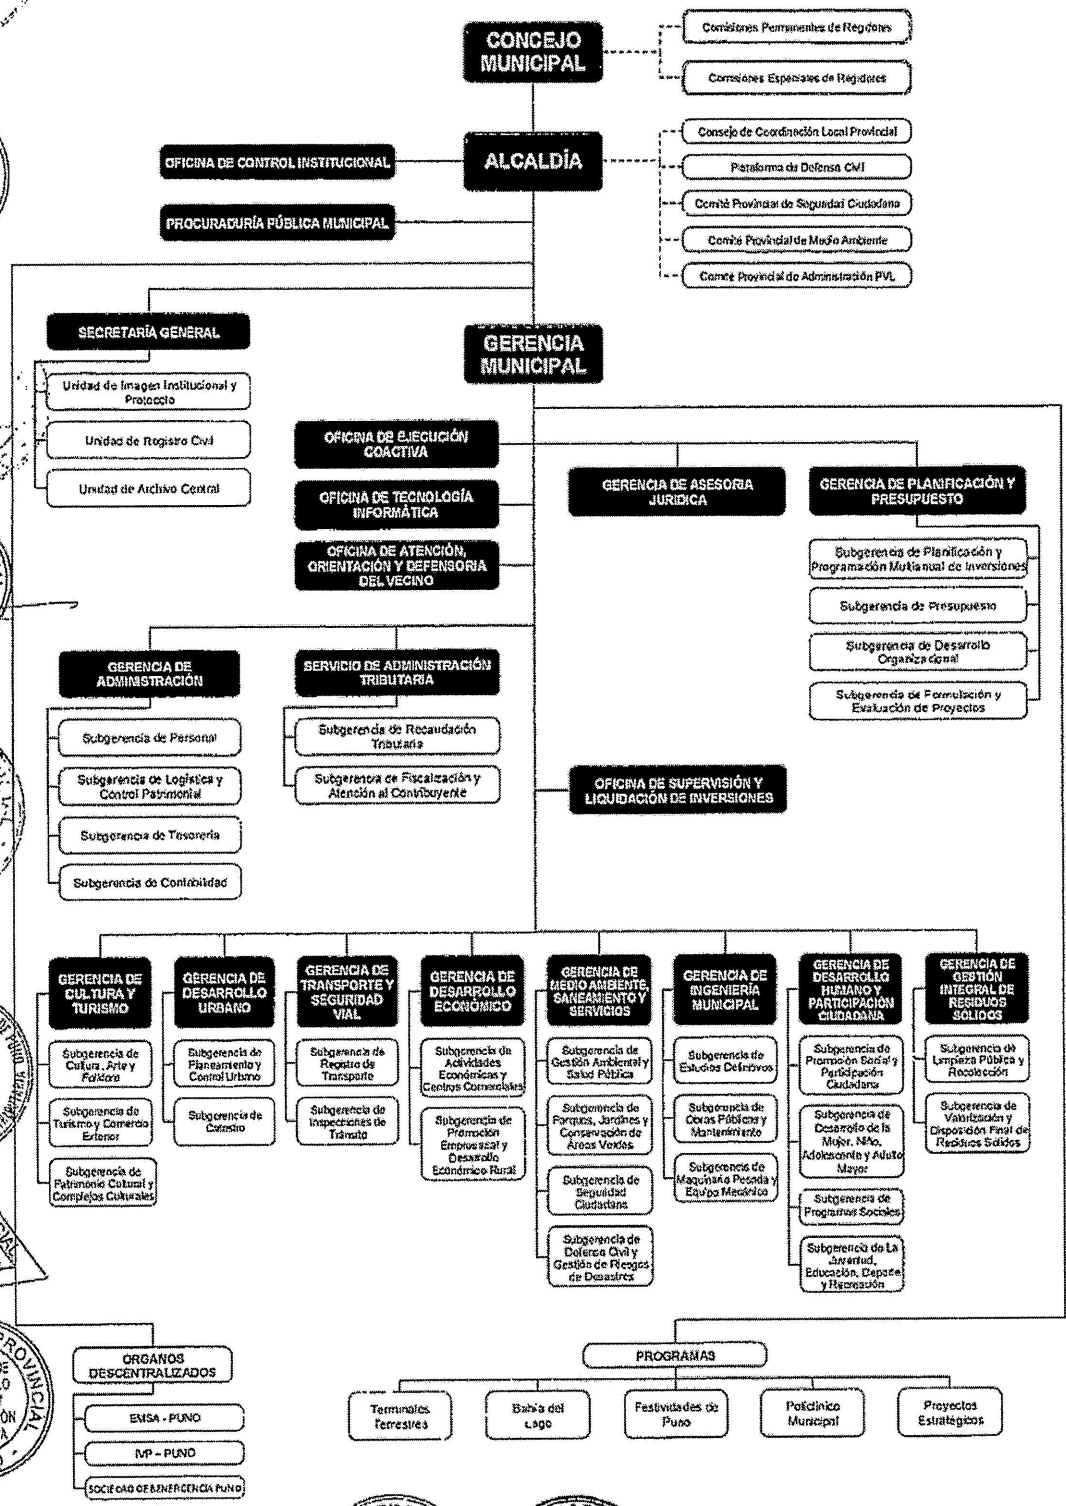 CONCEJO
MUNICIPAL
Comisiones Permanentes de Regidores
Comisiones Especiales de Regidores
ALCALDÍA
OFICINA DE CONTROL INSTITUCIONAL
PROCURADURÍA PÚBLICA MUNICIPAL
Consejo de Coordinación Local Provincial
Plataforma de Defensa Civil
Comité Provincial de Seguridad Ciudadana
Comité Provincial de Medio Ambiente
Comité Provincial de Administración PVL
SECRETARÍA GENERAL
Unidad de Imagen Institucional y
Protocolo
Unidad de Registro Civil
Unidad de Archivo Central
GERENCIA
MUNICIPAL
OFICINA DE EJECUCIÓN
COACTIVA
OFICINA DE TECNOLOGÍA
INFORMÁTICA
OFICINA DE ATENCIÓN,
ORIENTACIÓN Y DEFENSORIA
DEL VECINO
GERENCIA DE ASESORIA
JURIDICA
GERENCIA DE PLANIFICACIÓN Y
PRESUPUESTO
Subgerencia de Planificación y
Programación Multianual de Inversiones
Subgerencia de Presupuesto
Subgerencia de Desarrollo
Organizacional
Subgerencia de Formulación y
Evaluación de Proyectos
GERENCIA DE
ADMINISTRACIÓN
Subgerencia de Personal
Subgerencia de Logística y
Control Patrimonial
Subgerencia de Tesorería
Subgerencia de Contabilidad
SERVICIO DE ADMINISTRACIÓN
TRIBUTARIA
Subgerencia de Recaudación
Tributaria
Subgerencia de Fiscalización y
Atención al Contribuyente
OFICINA DE SUPERVISIÓN Y
LIQUIDACIÓN DE INVERSIONES
GERENCIA DE
CULTURA Y
TURISMO
Subgerencia de
Cultura, Arte y
Folklore
Subgerencia de
Turismo y Comercio
Exterior
Subgerencia de
Patrimonio Cultural y
Complejos Culturales
GERENCIA DE
DESARROLLO
URBANO
Subgerencia de
Planeamiento y
Control Urbano
Subgerencia de
Catastro
GERENCIA DE
TRANSPORTE Y
SEGURIDAD
VIAL
Subgerencia de
Registro de
Transporte
Subgerencia de
Inspecciones de
Tránsito
GERENCIA DE
DESARROLLO
ECONÓMICO
Subgerencia de
Actividades
Económicas y
Centros Comerciales
Subgerencia de
Promoción
Empresarial y
Desarrollo
Económico Rural
GERENCIA DE
MEDIO AMBIENTE,
SANEAMIENTO Y
SERVICIOS
Subgerencia de
Gestión Ambiental y
Salud Pública
Subgerencia de
Parques, Jardines y
Conservación de
Áreas Verdes
Subgerencia de
Seguridad
Ciudadana
Subgerencia de
Defensa Civil y
Gestión de Riesgos
de Desastres
GERENCIA DE
INGENIERÍA
MUNICIPAL
Subgerencia de
Estudios Definitivos
Subgerencia de
Obras Públicas y
Mantenimiento
Subgerencia de
Maquinaria Pesada y
Equipo Mecánico
GERENCIA DE
DESARROLLO
HUMANO Y
PARTICIPACIÓN
CIUDADANA
Subgerencia de
Promoción Social y
Participación
Ciudadana
Subgerencia de
Desarrollo de la
Mujer, Niño,
Adolescente y Adulto
Mayor
Subgerencia de
Programas Sociales
Subgerencia de La
Juventud,
Educación, Deporte
y Recreación
GERENCIA DE
GESTIÓN
INTEGRAL DE
RESIDUOS
SÓLIDOS
Subgerencia de
Limpieza Pública y
Recolección
Subgerencia de
Valorización y
Disposición Final de
Residuos Sólidos
ORGANOS
DESCENTRALIZADOS
EMSA - PUNO
IVP - PUNO
SOCIEDAD DE BENEFICENCIA PUNO
PROGRAMAS
Terminales
Terrestres
Bahía del
Lago
Festividades de
Puno
Policlínico
Municipal
Proyectos
Estratégicos